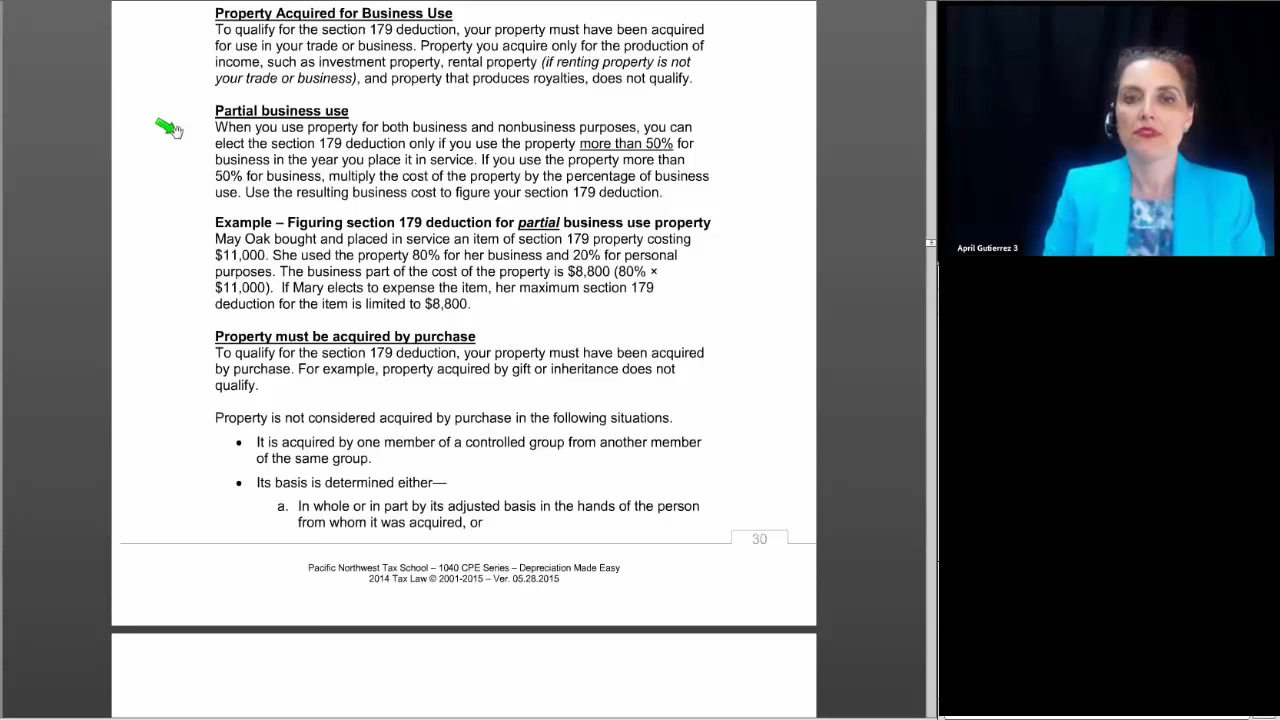 Property Acquired for Business Use
To qualify for the section 179 deduction, your property must have been acquired
for use in your trade or business. Property you acquire only for the production of
income, such as investment property, rental property (if renting property is not
your trade or business), and property that produces royalties, does not qualify.
Partial business use
When you use property for both business and nonbusiness purposes, you can
elect the section 179 deduction only if you use the property more than 50% for
business in the year you place it in service. If you use the property more than
50% for business, multiply the cost of the property by the percentage of business
use. Use the resulting business cost to figure your section 179 deduction.
Example – Figuring section 179 deduction for partial business use property
May Oak bought and placed in service an item of section 179 property costing
$11,000. She used the property 80% for her business and 20% for personal
purposes. The business part of the cost of the property is $8,800 (80% ×
$11,000). If Mary elects to expense the item, her maximum section 179
deduction for the item is limited to $8,800.
Property must be acquired by purchase
To qualify for the section 179 deduction, your property must have been acquired
by purchase. For example, property acquired by gift or inheritance does not
qualify.
Property is not considered acquired by purchase in the following situations.
• It is acquired by one member of a controlled group from another member
of the same group.
• Its basis is determined either—
a. In whole or in part by its adjusted basis in the hands of the person
from whom it was acquired, or
30
Pacific Northwest Tax School – 1040 CPE Series – Depreciation Made Easy
2014 Tax Law © 2001-2015 – Ver. 05.28.2015
April Gutierrez 3